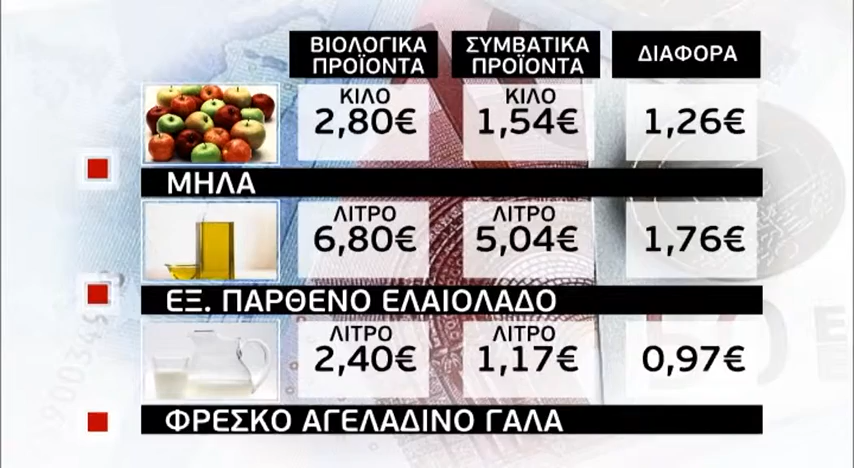 ΒΙΟΛΟΓΙΚΑ
ΠΡΟΪΟΝΤΑ
ΣΥΜΒΑΤΙΚΑ
ΠΡΟΪΟΝΤΑ
ΔΙΑΦΟΡΑ
ΚΙΛΟ
2,80€
ΚΙΛΟ
1,54€
1,26€
ΜΗΛΑ
ΛΙΤΡΟ
6,80€
ΛΙΤΡΟ
5,04€
1,76€
ΕΞ. ΠΑΡΘΕΝΟ ΕΛΑΙΟΛΑΔΟ
ΛΙΤΡΟ
2,40€
ΛΙΤΡΟ
1,17€
0,97€
ΦΡΕΣΚΟ ΑΓΕΛΑΔΙΝΟ ΓΑΛΑ